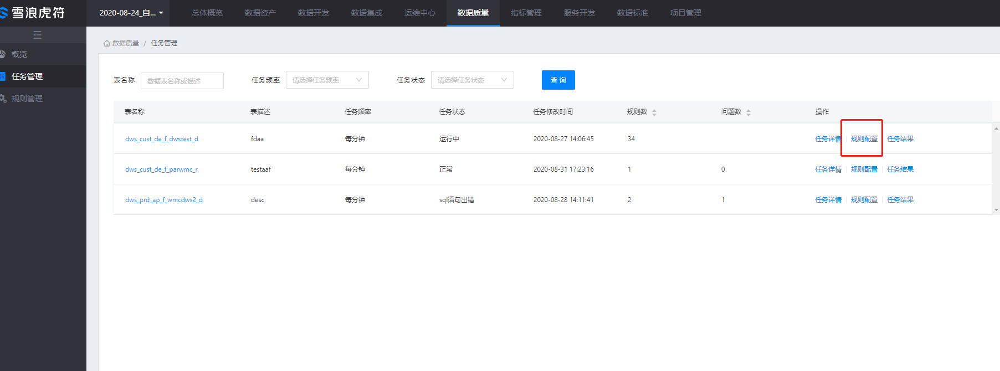 雪浪虎符
2020-08-24_自... 总体概览 数据资产 数据开发 数据集成 运维中心 数据质量 指标管理 服务开发 数据标准 项目管理
概览
任务管理
规则管理
数据质量 / 任务管理
表名称 数据表名称或描述 任务频率 请选择任务频率 任务状态 请选择任务状态 查 询
表名称 表描述 任务频率 任务状态 任务修改时间 规则数 问题数 操作
dws_cust_de_f_dwstest_d fdaa 每分钟 运行中 2020-08-27 14:06:45 34 任务详情 规则配置 任务结果
dws_cust_de_f_parwmc_r testaaf 每分钟 正常 2020-08-31 17:23:16 1 0 任务详情 规则配置 任务结果
dws_prd_ap_f_wmcdws2_d desc 每分钟 sql语句出错 2020-08-28 14:11:41 2 1 任务详情 规则配置 任务结果